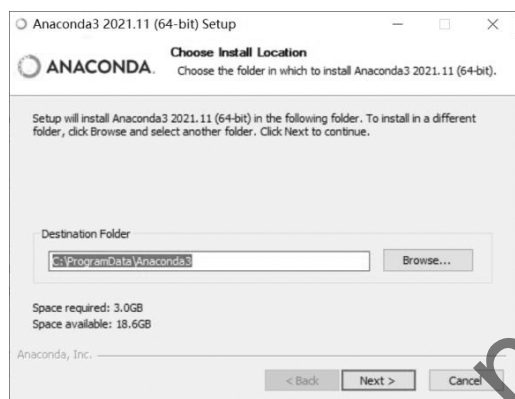 Anaconda3 2021.11 (64-bit) Setup
Choose Install Location
ANACONDA.
Choose the folder in which to install Anaconda3 2021.11 (64-bit).
Setup will install Anaconda3 2021.11 (64-bit) in the following folder. To install in a different
folder, click Browse and select another folder. Click Next to continue.
Destination Folder
C:\ProgramData\Anaconda3
Browse...
Space required: 3.0GB
Space available: 18.6GB
Anaconda, Inc.
< Back
Next >
Cancel